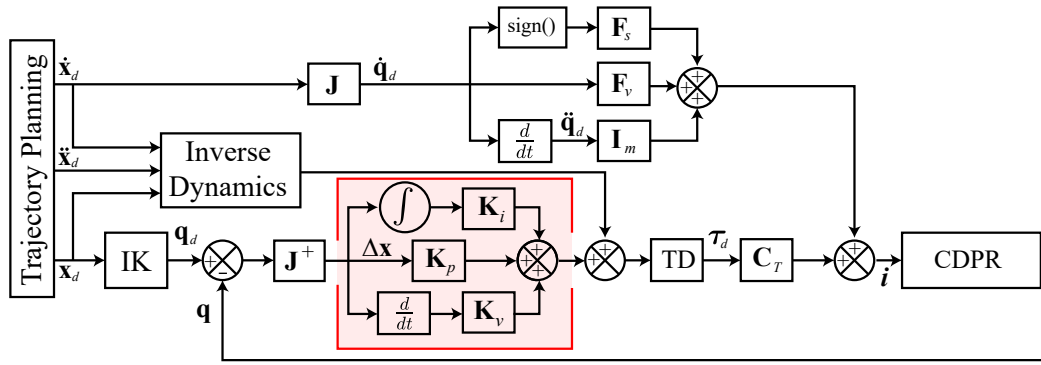 Trajectory Planning
ẋ_d
ẍ_d
x_d
J
q̇_d
sign()
F_s
F_v
d/dt
q̈_d
I_m
+ + +
Inverse
Dynamics
IK
q_d
+ −
q
J⁺
Δx
∫
K_i
K_p
d/dt
K_v
+ + +
+ +
TD
τ_d
C_T
+ +
i
CDPR